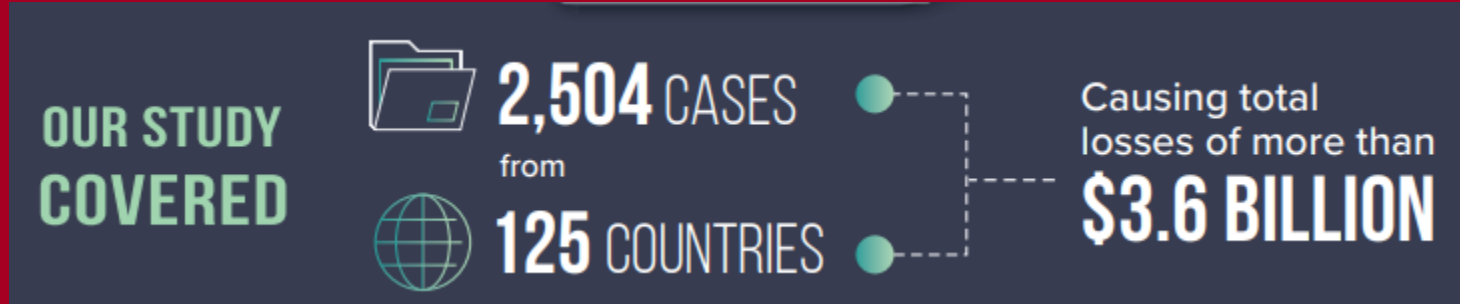 OUR STUDY
COVERED
2,504 CASES
from
125 COUNTRIES
Causing total
losses of more than
$3.6 BILLION